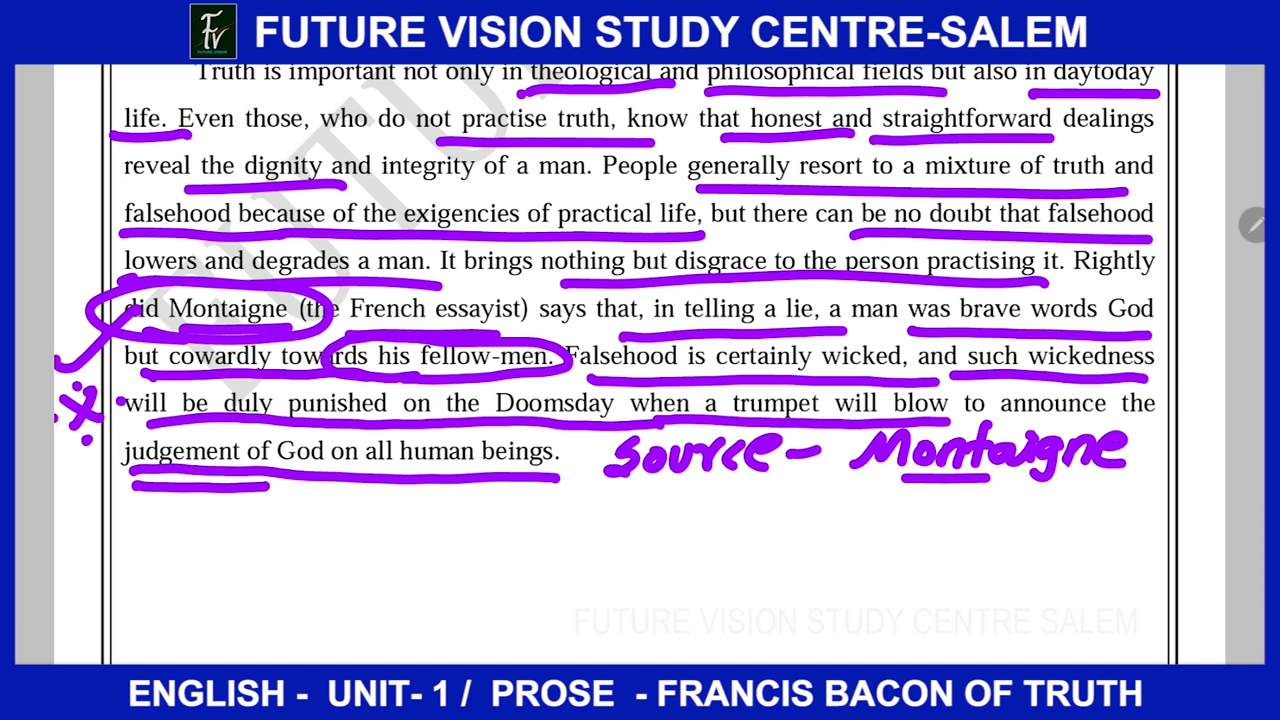 Fv
FUTURE VISION
FUTURE VISION STUDY CENTRE-SALEM
Truth is important not only in theological and philosophical fields but also in daytoday
life. Even those, who do not practise truth, know that honest and straightforward dealings
reveal the dignity and integrity of a man. People generally resort to a mixture of truth and
falsehood because of the exigencies of practical life, but there can be no doubt that falsehood
lowers and degrades a man. It brings nothing but disgrace to the person practising it. Rightly
did Montaigne (the French essayist) says that, in telling a lie, a man was brave words God
but cowardly towards his fellow-men. Falsehood is certainly wicked, and such wickedness
will be duly punished on the Doomsday when a trumpet will blow to announce the
judgement of God on all human beings.
Source - Montaigne
FUTURE VISION STUDY CENTRE SALEM
ENGLISH - UNIT- 1 / PROSE - FRANCIS BACON OF TRUTH